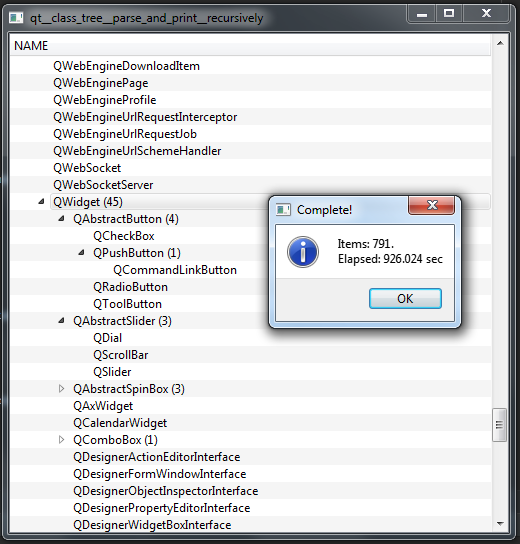 qt__class_tree__parse_and_print__recursively
NAME
QWebEngineDownloadItem
QWebEnginePage
QWebEngineProfile
QWebEngineUrlRequestInterceptor
QWebEngineUrlRequestJob
QWebEngineUrlSchemeHandler
QWebSocket
QWebSocketServer
QWidget (45)
QAbstractButton (4)
QCheckBox
QPushButton (1)
QCommandLinkButton
QRadioButton
QToolButton
QAbstractSlider (3)
QDial
QScrollBar
QSlider
QAbstractSpinBox (3)
QAxWidget
QCalendarWidget
QComboBox (1)
QDesignerActionEditorInterface
QDesignerFormWindowInterface
QDesignerObjectInspectorInterface
QDesignerPropertyEditorInterface
QDesignerWidgetBoxInterface
Complete!
Items: 791.
Elapsed: 926.024 sec
OK